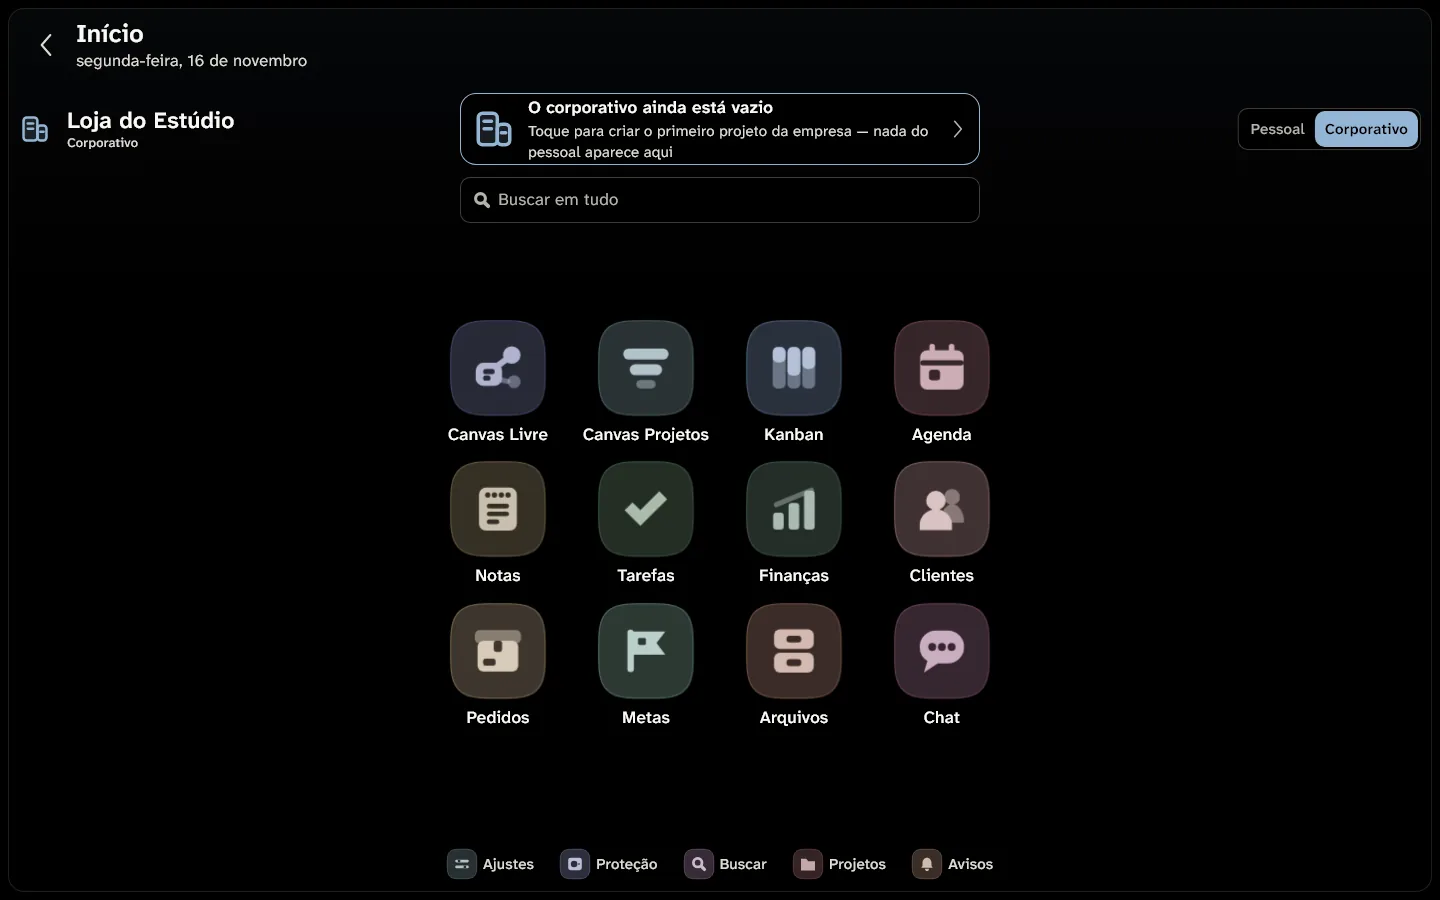 Início
segunda-feira, 16 de novembro
Loja do Estúdio
Corporativo
O corporativo ainda está vazio
Toque para criar o primeiro projeto da empresa — nada do
pessoal aparece aqui
Pessoal
Corporativo
Buscar em tudo
Canvas Livre
Canvas Projetos
Kanban
Agenda
Notas
Tarefas
Finanças
Clientes
Pedidos
Metas
Arquivos
Chat
Ajustes
Proteção
Buscar
Projetos
Avisos